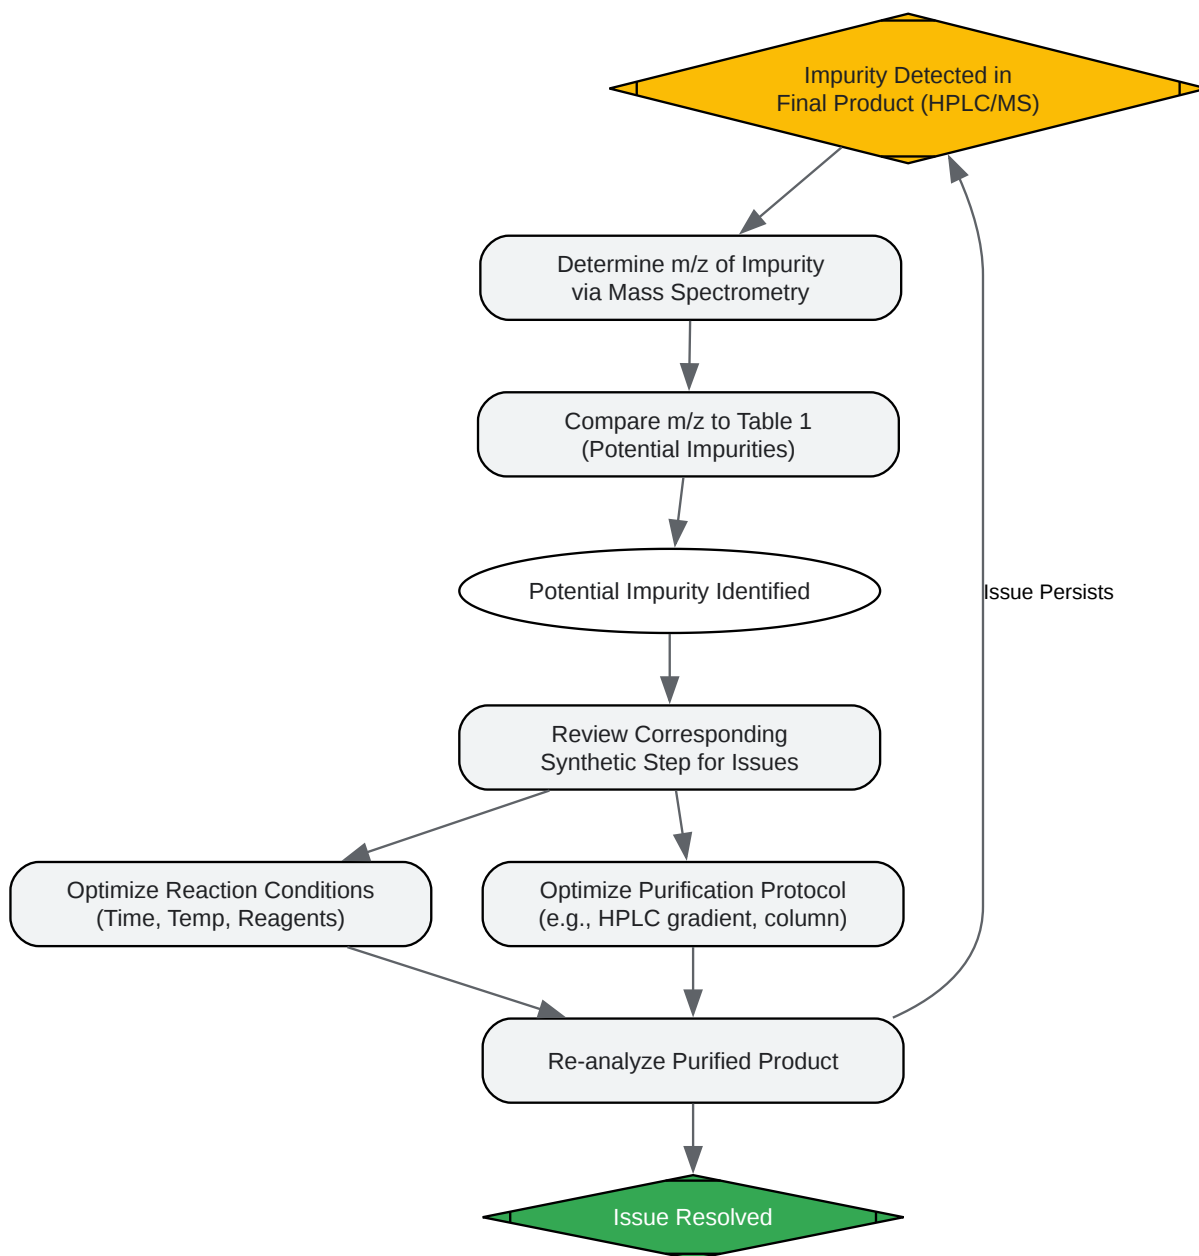 Impurity Detected in
Final Product (HPLC/MS)
Determine m/z of Impurity
via Mass Spectrometry
Compare m/z to Table 1
(Potential Impurities)
Potential Impurity Identified
Issue Persists
Review Corresponding
Synthetic Step for Issues
Optimize Reaction Conditions
(Time, Temp, Reagents)
Optimize Purification Protocol
(e.g., HPLC gradient, column)
Re-analyze Purified Product
Issue Resolved